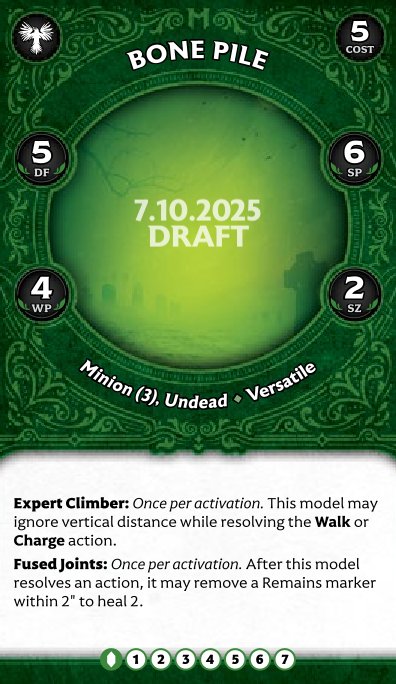 BONE PILE
5
COST
5
DF
6
SP
7.10.2025
DRAFT
4
WP
2
SZ
Minion (3), Undead ♦ Versatile
Expert Climber: Once per activation. This model may
ignore vertical distance while resolving the Walk or
Charge action.
Fused Joints: Once per activation. After this model
resolves an action, it may remove a Remains marker
within 2" to heal 2.
1 2 3 4 5 6 7